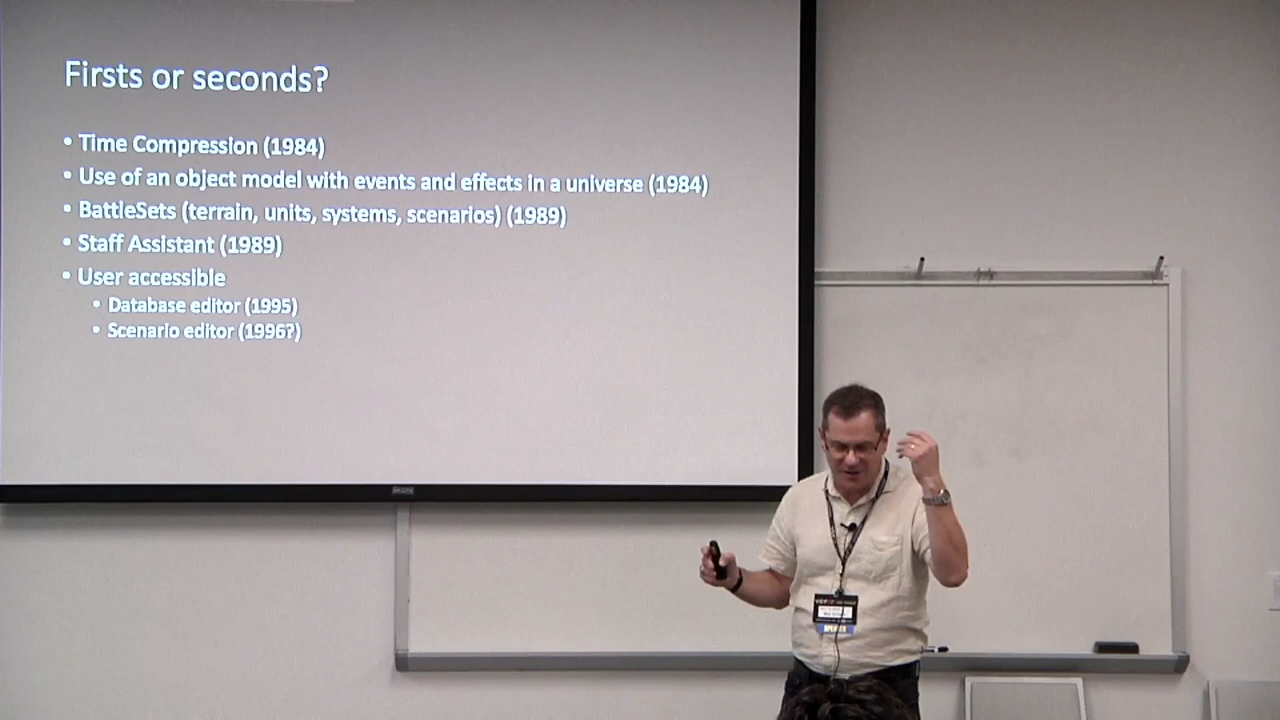 Firsts or seconds?
• Time Compression (1984)
• Use of an object model with events and effects in a universe (1984)
• BattleSets (terrain, units, systems, scenarios) (1989)
• Staff Assistant (1989)
• User accessible
• Database editor (1995)
• Scenario editor (1996?)
SPEAKER